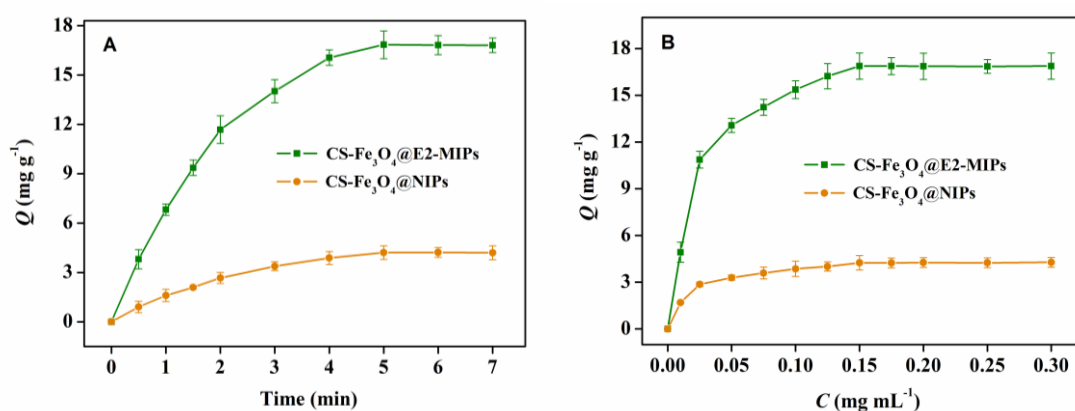 A
18
15
12
9
6
3
0
Q (mg g⁻¹)
CS-Fe₃O₄@E2-MIPs
CS-Fe₃O₄@NIPs
0 1 2 3 4 5 6 7
Time (min)
B
18
15
12
9
6
3
0
Q (mg g⁻¹)
CS-Fe₃O₄@E2-MIPs
CS-Fe₃O₄@NIPs
0.00 0.05 0.10 0.15 0.20 0.25 0.30
C (mg mL⁻¹)